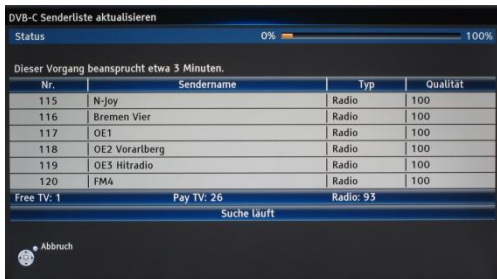 DVB-C Senderliste aktualisieren
Status 0% 100%
Dieser Vorgang beansprucht etwa 3 Minuten.
Nr. Sendername Typ Qualität
115 N-Joy Radio 100
116 Bremen Vier Radio 100
117 OE1 Radio 100
118 OE2 Vorarlberg Radio 100
119 OE3 Hitradio Radio 100
120 FM4 Radio 100
Free TV: 1 Pay TV: 26 Radio: 93
Suche läuft
Abbruch